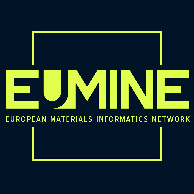 EUMINE
EUROPEAN MATERIALS INFORMATICS NETWORK